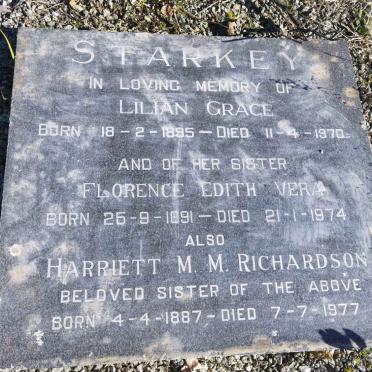 STARKEY
IN LOVING MEMORY OF
LILIAN GRACE
BORN 18-2-1895 — DIED 11-4-1970
AND OF HER SISTER
FLORENCE EDITH VERA
BORN 26-9-1891 — DIED 21-1-1974
ALSO
HARRIETT M. M. RICHARDSON
BELOVED SISTER OF THE ABOVE
BORN 4-4-1887 — DIED 7-7-1977